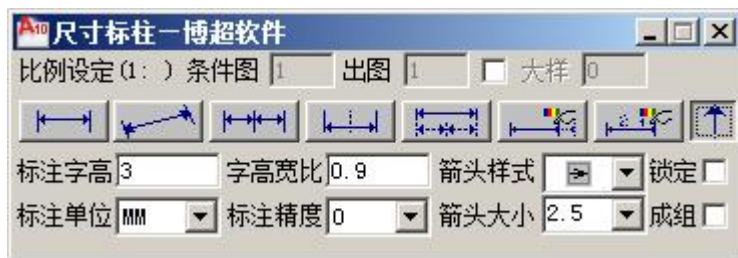 A10 尺寸标柱－博超软件
比例设定(1: ) 条件图 1 出图 1 大样 0
标注字高 3 字高宽比 0.9 箭头样式 锁定
标注单位 MM 标注精度 0 箭头大小 2.5 成组